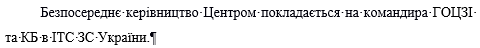 Безпосереднє керівництво Центром покладається на командира ГОЦЗІ
та КБ в ІТС ЗС України.¶